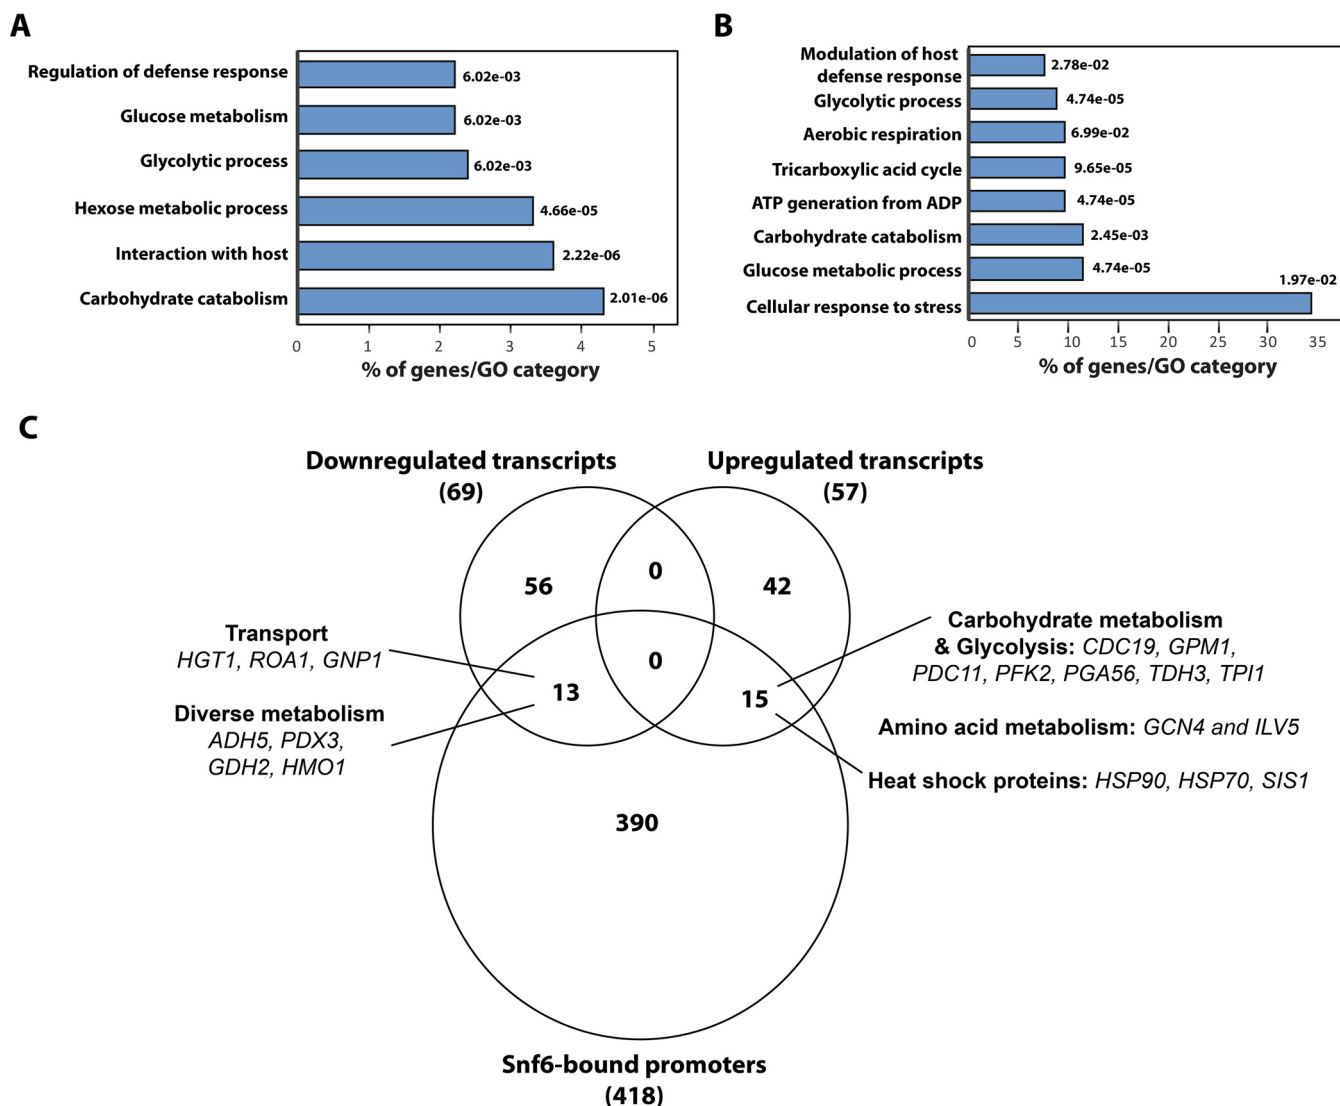 A
Regulation of defense response
6.02e-03
Glucose metabolism
6.02e-03
Glycolytic process
6.02e-03
Hexose metabolic process
4.66e-05
Interaction with host
2.22e-06
Carbohydrate catabolism
2.01e-06
0 1 2 3 4 5
% of genes/GO category
B
Modulation of host
defense response
2.78e-02
Glycolytic process
4.74e-05
Aerobic respiration
6.99e-02
Tricarboxylic acid cycle
9.65e-05
ATP generation from ADP
4.74e-05
Carbohydrate catabolism
2.45e-03
Glucose metabolic process
4.74e-05
Cellular response to stress
1.97e-02
0 5 10 15 20 25 30 35
% of genes/GO category
C
Downregulated transcripts
(69)
Upregulated transcripts
(57)
56
0
42
0
13
15
390
Transport
HGT1, ROA1, GNP1
Diverse metabolism
ADH5, PDX3,
GDH2, HMO1
Carbohydrate metabolism
& Glycolysis: CDC19, GPM1,
PDC11, PFK2, PGA56, TDH3, TPI1
Amino acid metabolism: GCN4 and ILV5
Heat shock proteins: HSP90, HSP70, SIS1
Snf6-bound promoters
(418)